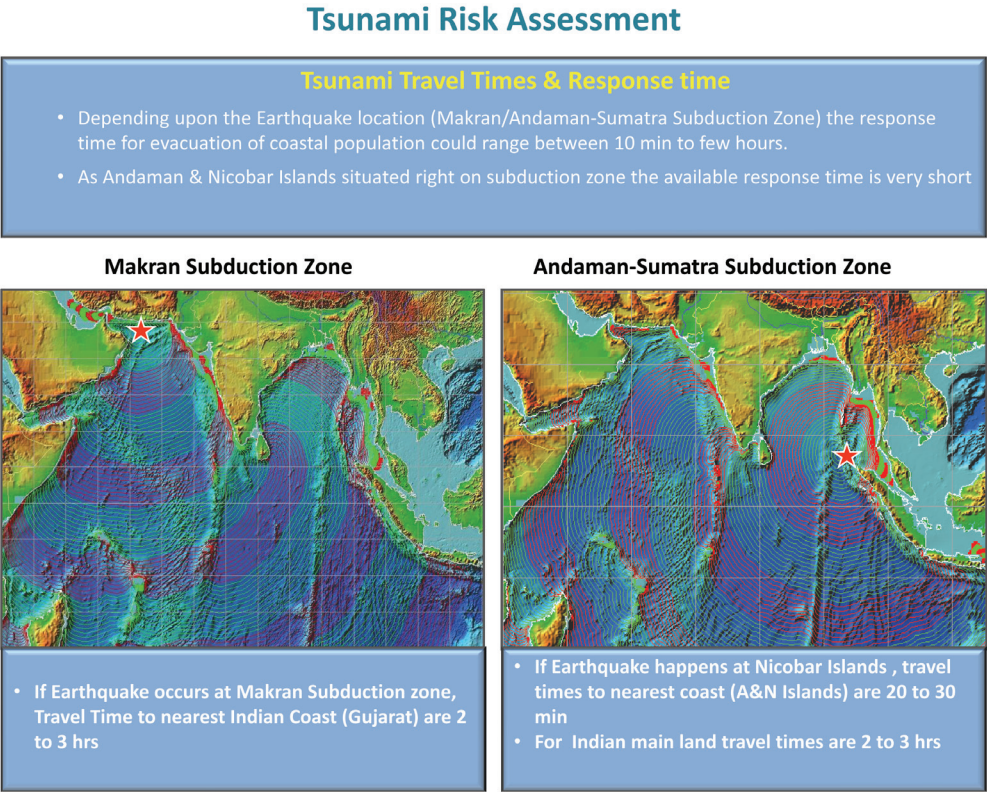 Tsunami Risk Assessment
Tsunami Travel Times & Response time
• Depending upon the Earthquake location (Makran/Andaman-Sumatra Subduction Zone) the response
time for evacuation of coastal population could range between 10 min to few hours.
• As Andaman & Nicobar Islands situated right on subduction zone the available response time is very short
Makran Subduction Zone
Andaman-Sumatra Subduction Zone
• If Earthquake occurs at Makran Subduction zone,
Travel Time to nearest Indian Coast (Gujarat) are 2
to 3 hrs
• If Earthquake happens at Nicobar Islands , travel
times to nearest coast (A&N Islands) are 20 to 30
min
• For Indian main land travel times are 2 to 3 hrs